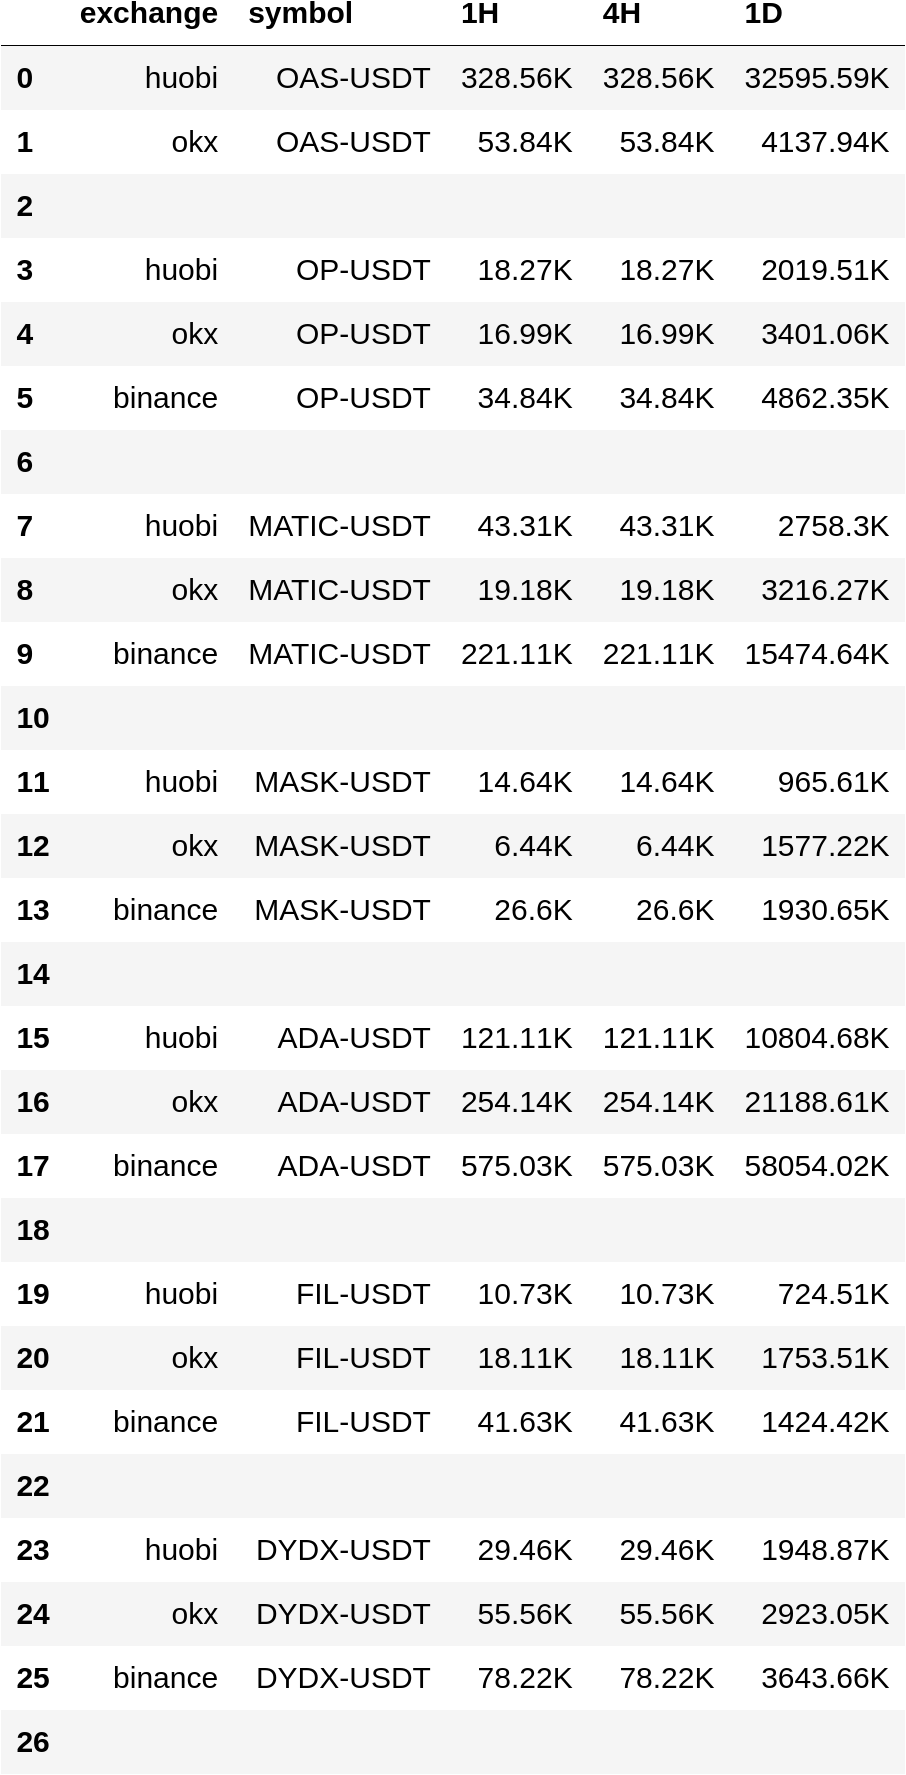 exchange symbol 1H 4H 1D
0 huobi OAS-USDT 328.56K 328.56K 32595.59K
1 okx OAS-USDT 53.84K 53.84K 4137.94K
2
3 huobi OP-USDT 18.27K 18.27K 2019.51K
4 okx OP-USDT 16.99K 16.99K 3401.06K
5 binance OP-USDT 34.84K 34.84K 4862.35K
6
7 huobi MATIC-USDT 43.31K 43.31K 2758.3K
8 okx MATIC-USDT 19.18K 19.18K 3216.27K
9 binance MATIC-USDT 221.11K 221.11K 15474.64K
10
11 huobi MASK-USDT 14.64K 14.64K 965.61K
12 okx MASK-USDT 6.44K 6.44K 1577.22K
13 binance MASK-USDT 26.6K 26.6K 1930.65K
14
15 huobi ADA-USDT 121.11K 121.11K 10804.68K
16 okx ADA-USDT 254.14K 254.14K 21188.61K
17 binance ADA-USDT 575.03K 575.03K 58054.02K
18
19 huobi FIL-USDT 10.73K 10.73K 724.51K
20 okx FIL-USDT 18.11K 18.11K 1753.51K
21 binance FIL-USDT 41.63K 41.63K 1424.42K
22
23 huobi DYDX-USDT 29.46K 29.46K 1948.87K
24 okx DYDX-USDT 55.56K 55.56K 2923.05K
25 binance DYDX-USDT 78.22K 78.22K 3643.66K
26